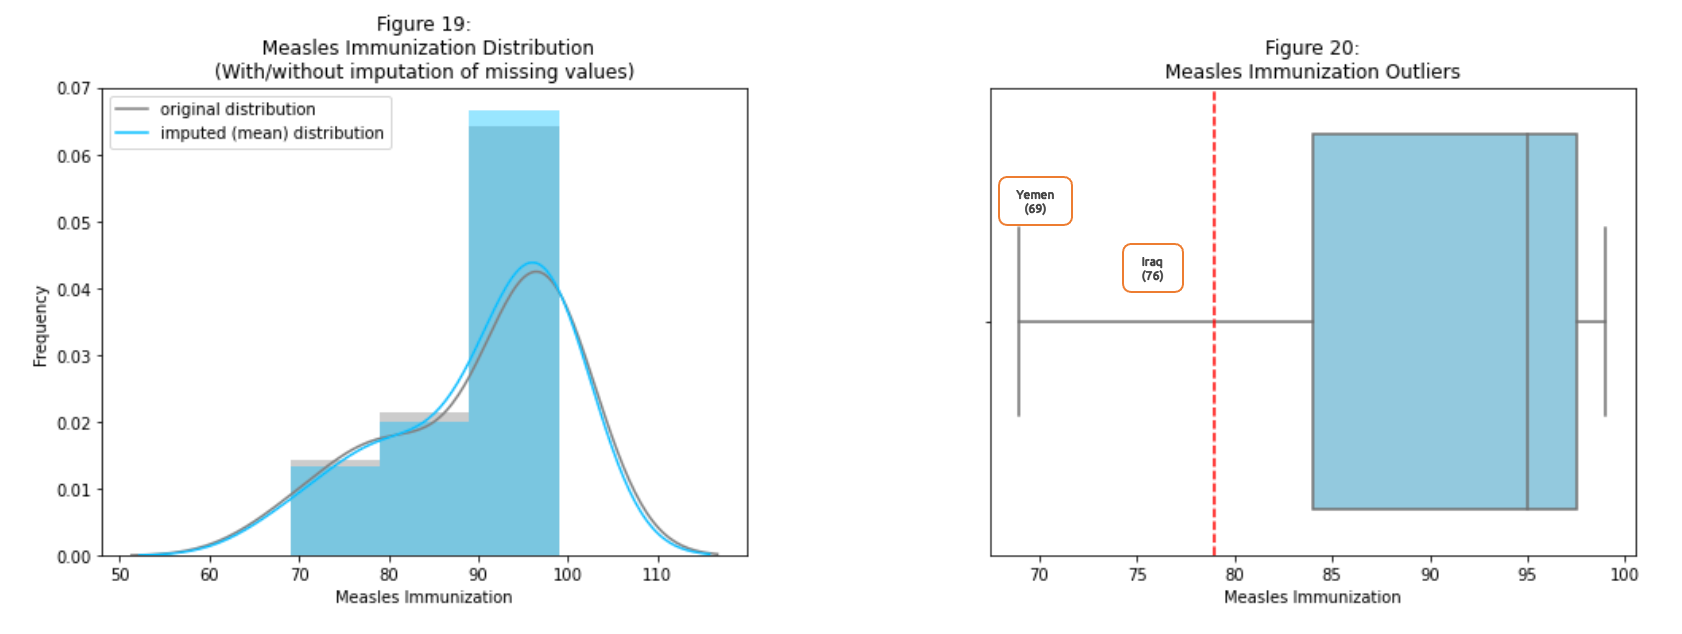 Figure 19:
Measles Immunization Distribution
(With/without imputation of missing values)
original distribution
imputed (mean) distribution
Frequency
0.07
0.06
0.05
0.04
0.03
0.02
0.01
0.00
50 60 70 80 90 100 110
Measles Immunization
Figure 20:
Measles Immunization Outliers
Yemen
(69)
Iraq
(76)
70 75 80 85 90 95 100
Measles Immunization